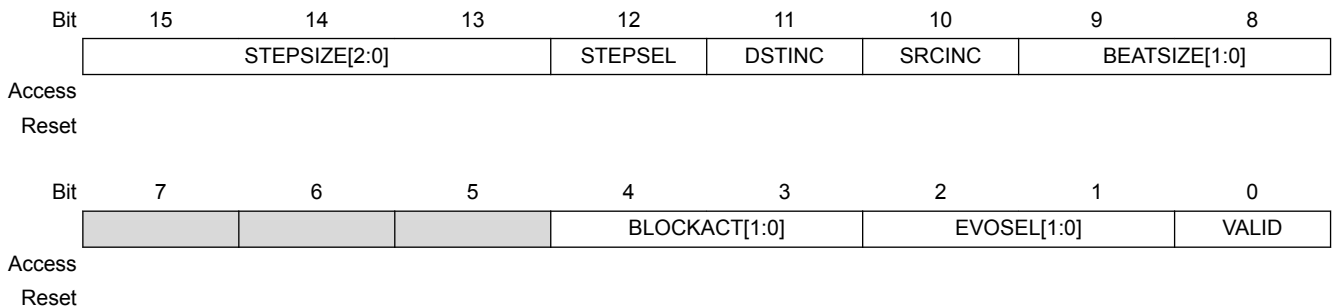 Bit 15 14 13 12 11 10 9 8
STEPSIZE[2:0] STEPSEL DSTINC SRCINC BEATSIZE[1:0]
Access
Reset
Bit 7 6 5 4 3 2 1 0
BLOCKACT[1:0] EVOSEL[1:0] VALID
Access
Reset